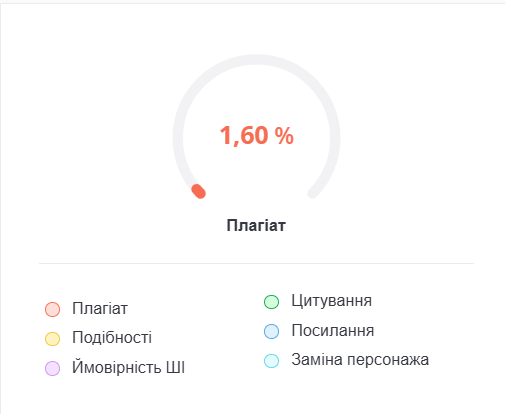 1,60 %
Плагіат
Плагіат
Подібності
Ймовірність ШІ
Цитування
Посилання
Заміна персонажа